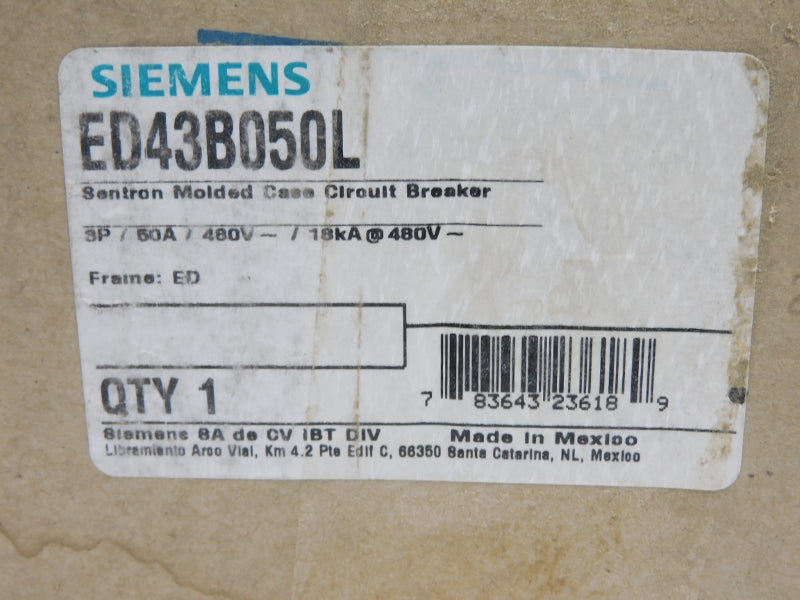 SIEMENS
ED43B050L
Sentron Molded Case Circuit Breaker
3P / 50A / 480V ~ / 18kA @ 480V ~
Frame: ED
QTY 1
7 83643 23618 9
Siemens SA de CV IBT DIV Made in Mexico
Libramiento Arco Vial, Km 4.2 Pte Edif C, 66350 Santa Catarina, NL, Mexico